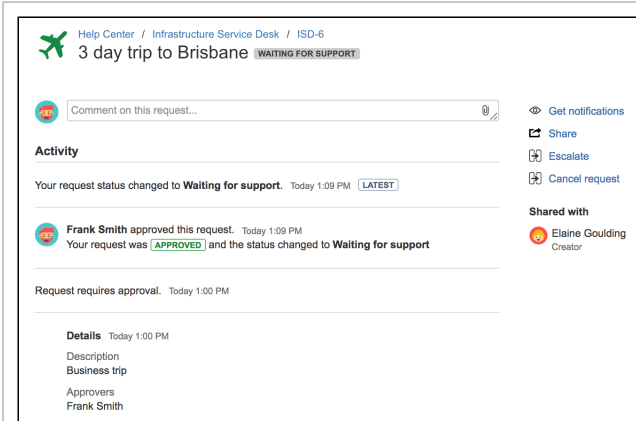 Help Center / Infrastructure Service Desk / ISD-6
3 day trip to Brisbane WAITING FOR SUPPORT
Comment on this request...
Activity
Your request status changed to Waiting for support. Today 1:09 PM LATEST
Frank Smith approved this request. Today 1:09 PM
Your request was APPROVED and the status changed to Waiting for support
Request requires approval. Today 1:00 PM
Details Today 1:00 PM
Description
Business trip
Approvers
Frank Smith
Get notifications
Share
Escalate
Cancel request
Shared with
Elaine Goulding
Creator